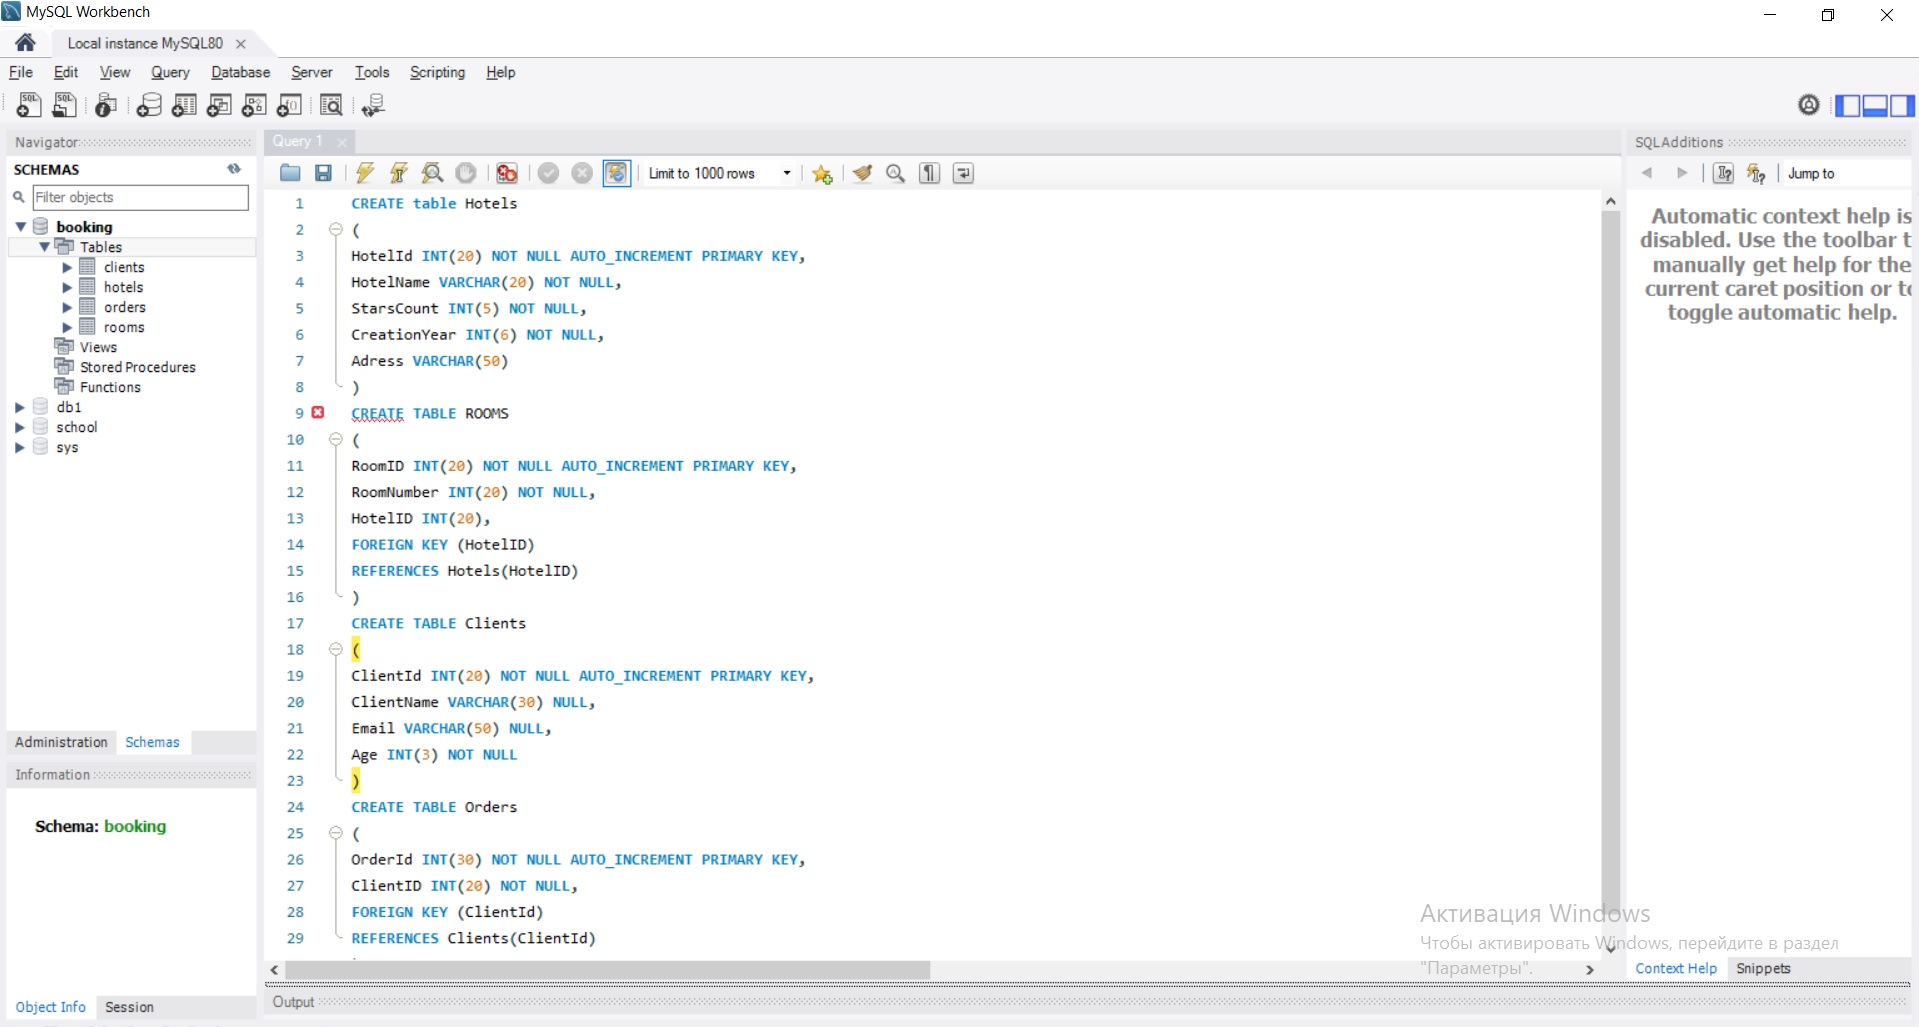 MySQL Workbench
Local instance MySQL80
File Edit View Query Database Server Tools Scripting Help
Navigator
SCHEMAS
Filter objects
booking
Tables
clients
hotels
orders
rooms
Views
Stored Procedures
Functions
db1
school
sys
Administration Schemas
Information
Schema: booking
Object Info Session
Query 1
Limit to 1000 rows
1 CREATE table Hotels
2 (
3 HotelId INT(20) NOT NULL AUTO_INCREMENT PRIMARY KEY,
4 HotelName VARCHAR(20) NOT NULL,
5 StarsCount INT(5) NOT NULL,
6 CreationYear INT(6) NOT NULL,
7 Adress VARCHAR(50)
8 )
9 CREATE TABLE ROOMS
10 (
11 RoomID INT(20) NOT NULL AUTO_INCREMENT PRIMARY KEY,
12 RoomNumber INT(20) NOT NULL,
13 HotelID INT(20),
14 FOREIGN KEY (HotelID)
15 REFERENCES Hotels(HotelID)
16 )
17 CREATE TABLE Clients
18 (
19 ClientId INT(20) NOT NULL AUTO_INCREMENT PRIMARY KEY,
20 ClientName VARCHAR(30) NULL,
21 Email VARCHAR(50) NULL,
22 Age INT(3) NOT NULL
23 )
24 CREATE TABLE Orders
25 (
26 OrderId INT(30) NOT NULL AUTO_INCREMENT PRIMARY KEY,
27 ClientID INT(20) NOT NULL,
28 FOREIGN KEY (ClientId)
29 REFERENCES Clients(ClientId)
Output
SQLAdditions
Jump to
Automatic context help is
disabled. Use the toolbar t
manually get help for the
current caret position or to
toggle automatic help.
Активация Windows
Чтобы активировать Windows, перейдите в раздел
"Параметры".
Context Help Snippets